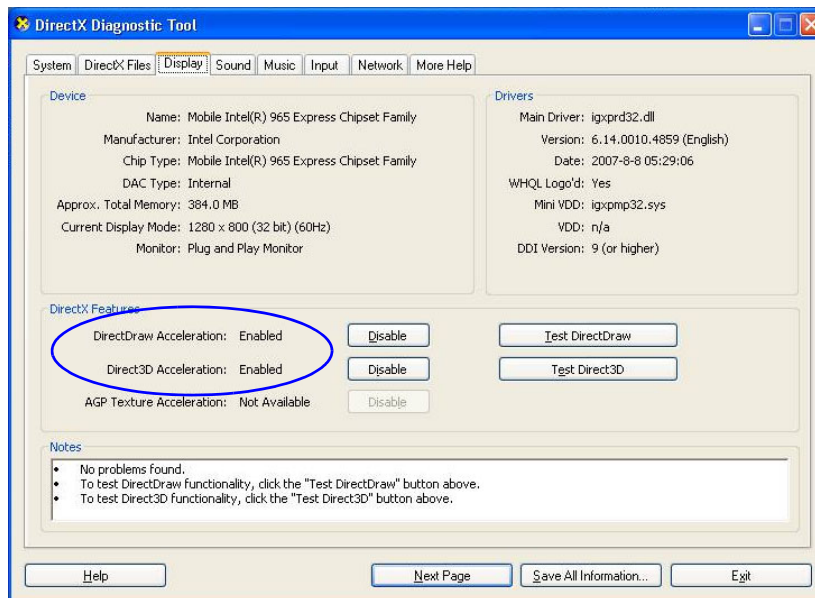 DirectX Diagnostic Tool
System DirectX Files Display Sound Music Input Network More Help
Device
Name: Mobile Intel(R) 965 Express Chipset Family
Manufacturer: Intel Corporation
Chip Type: Mobile Intel(R) 965 Express Chipset Family
DAC Type: Internal
Approx. Total Memory: 384.0 MB
Current Display Mode: 1280 x 800 (32 bit) (60Hz)
Monitor: Plug and Play Monitor
Drivers
Main Driver: igxprd32.dll
Version: 6.14.0010.4859 (English)
Date: 2007-8-8 05:29:06
WHQL Logo'd: Yes
Mini VDD: igxpmp32.sys
VDD: n/a
DDI Version: 9 (or higher)
DirectX Features
DirectDraw Acceleration: Enabled Disable Test DirectDraw
Direct3D Acceleration: Enabled Disable Test Direct3D
AGP Texture Acceleration: Not Available Disable
Notes
• No problems found.
• To test DirectDraw functionality, click the "Test DirectDraw" button above.
• To test Direct3D functionality, click the "Test Direct3D" button above.
Help Next Page Save All Information... Exit